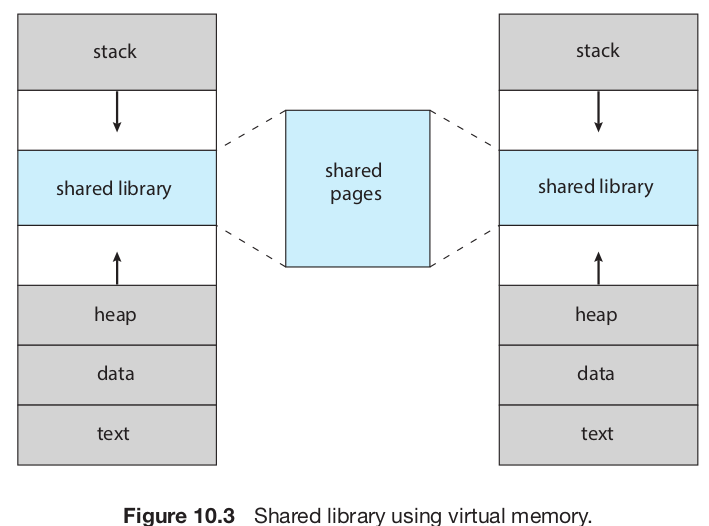 stack
shared library
heap
data
text
shared
pages
stack
shared library
heap
data
text
Figure 10.3 Shared library using virtual memory.